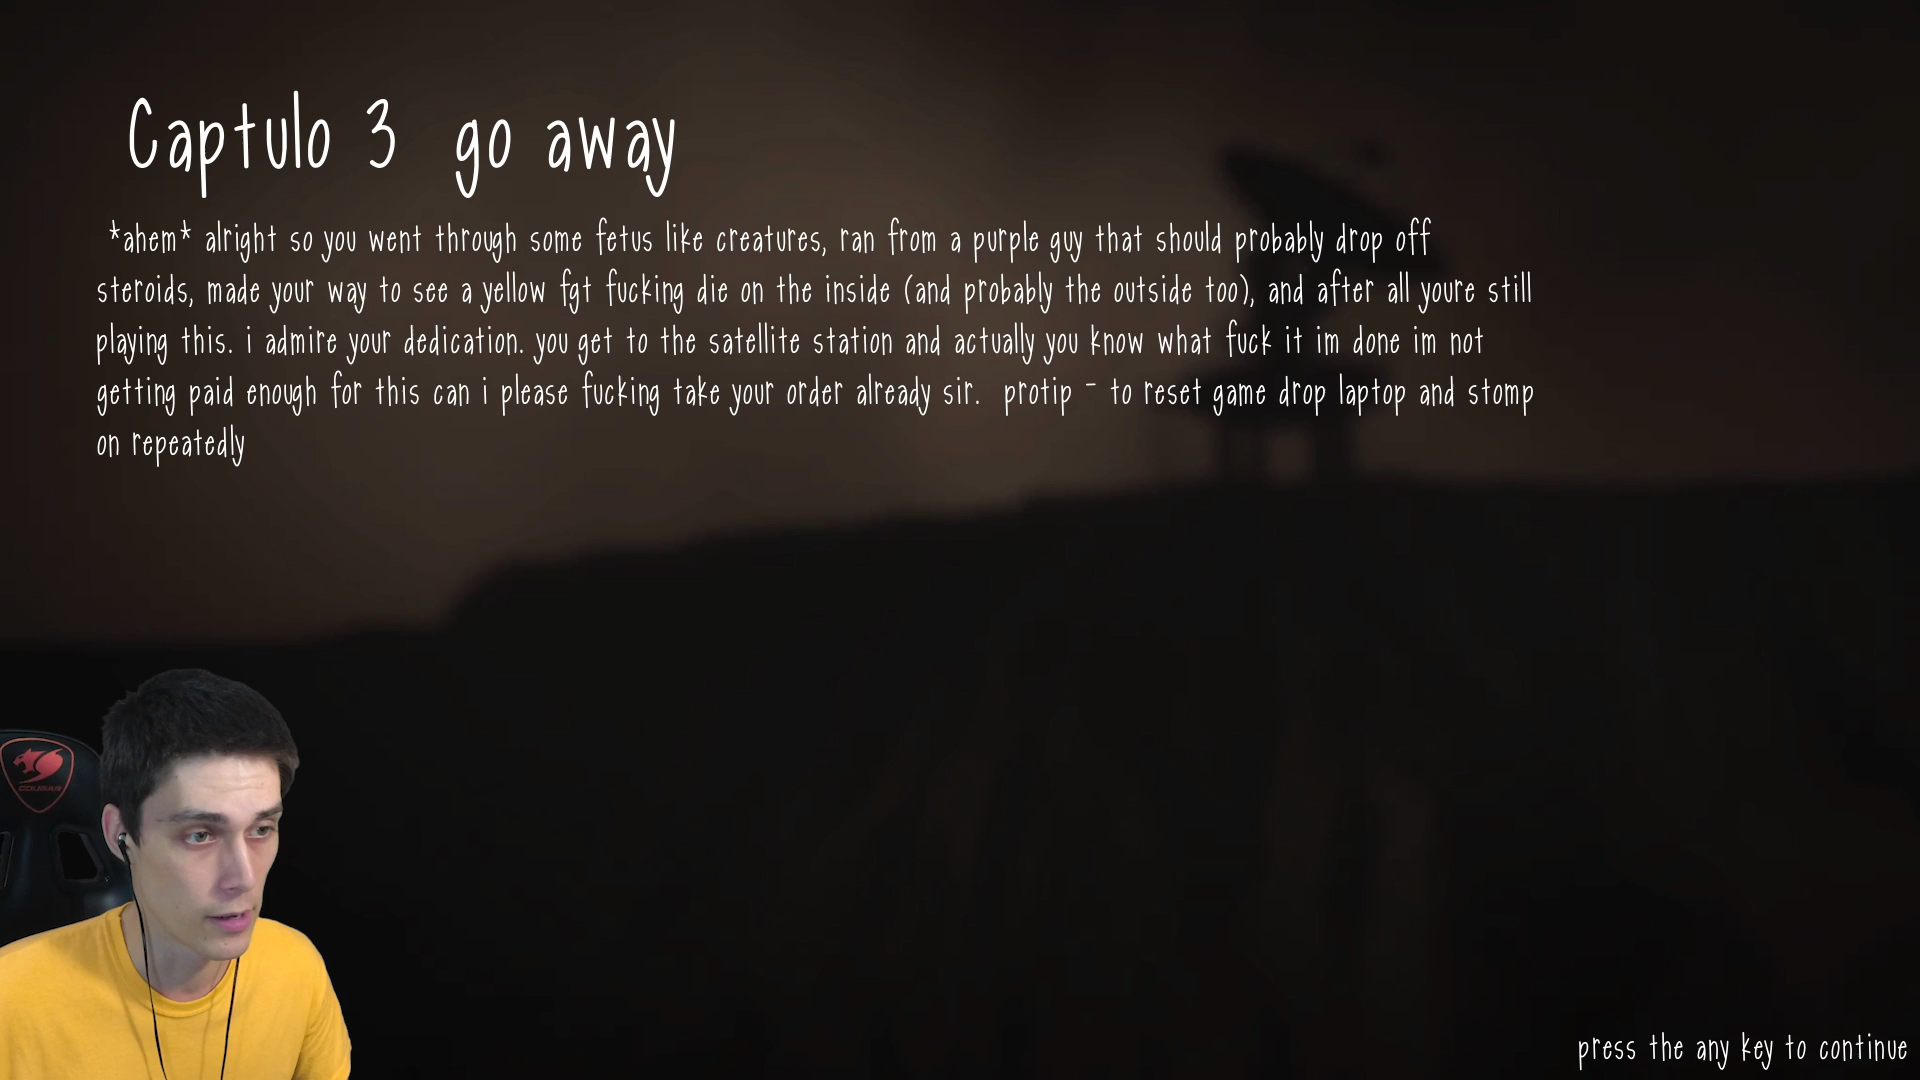 Captulo 3 go away
*ahem* alright so you went through some fetus like creatures, ran from a purple guy that should probably drop off
steroids, made your way to see a yellow fgt fucking die on the inside (and probably the outside too), and after all youre still
playing this. i admire your dedication. you get to the satellite station and actually you know what fuck it im done im not
getting paid enough for this can i please fucking take your order already sir. protip - to reset game drop laptop and stomp
on repeatedly
COUGAR
press the any key to continue